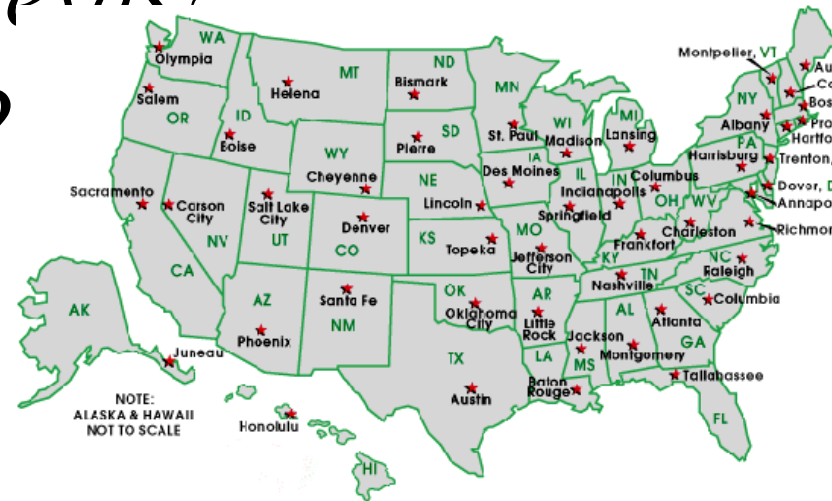 WA
Olympia
Montpelier, VT
ND
MT
Bismark
MN
Helena
Salem
OR
ID
Boise
SD
Pierre
St. Paul
WI
Madison
MI
Lansing
NY
Albany
PA
Harrisburg
Trenton,
WY
Cheyenne
IA
Des Moines
NE
Lincoln
IL
Springfield
IN
Indianapolis
Columbus
OH
WV
Charleston
Dover, D
Annapo
Richmon
Sacramento
Carson
City
NV
CA
Salt Lake
City
UT
Denver
CO
KS
Topeka
MO
Jefferson
City
KY
Frankfort
Nashville
TN
NC
Raleigh
SC
Columbia
AK
Juneau
AZ
Phoenix
Santa Fe
NM
OK
Oklahoma
City
AR
Little
Rock
Jackson
MS
AL
Montgomery
Atlanta
GA
TX
Austin
LA
Baton
Rouge
Tallahassee
FL
NOTE:
ALASKA & HAWAII
NOT TO SCALE
Honolulu
HI
Au
Co
Bos
Pro
Hartfo